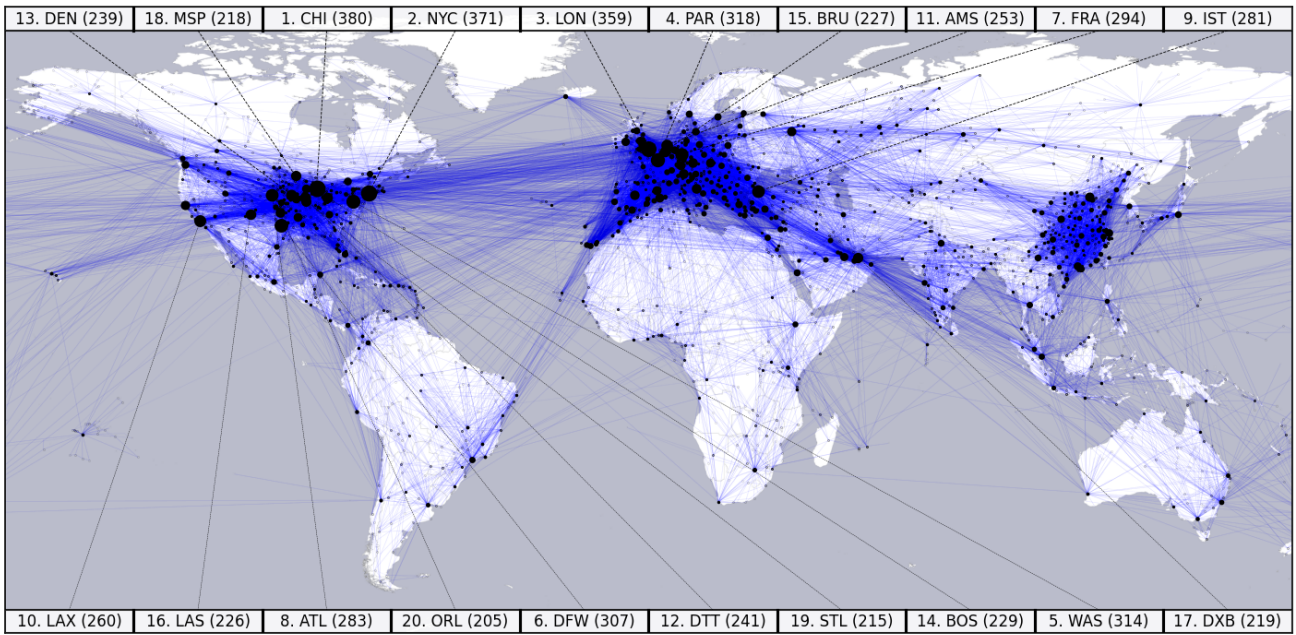 13. DEN (239) 18. MSP (218) 1. CHI (380) 2. NYC (371) 3. LON (359) 4. PAR (318) 15. BRU (227) 11. AMS (253) 7. FRA (294) 9. IST (281)
10. LAX (260) 16. LAS (226) 8. ATL (283) 20. ORL (205) 6. DFW (307) 12. DTT (241) 19. STL (215) 14. BOS (229) 5. WAS (314) 17. DXB (219)